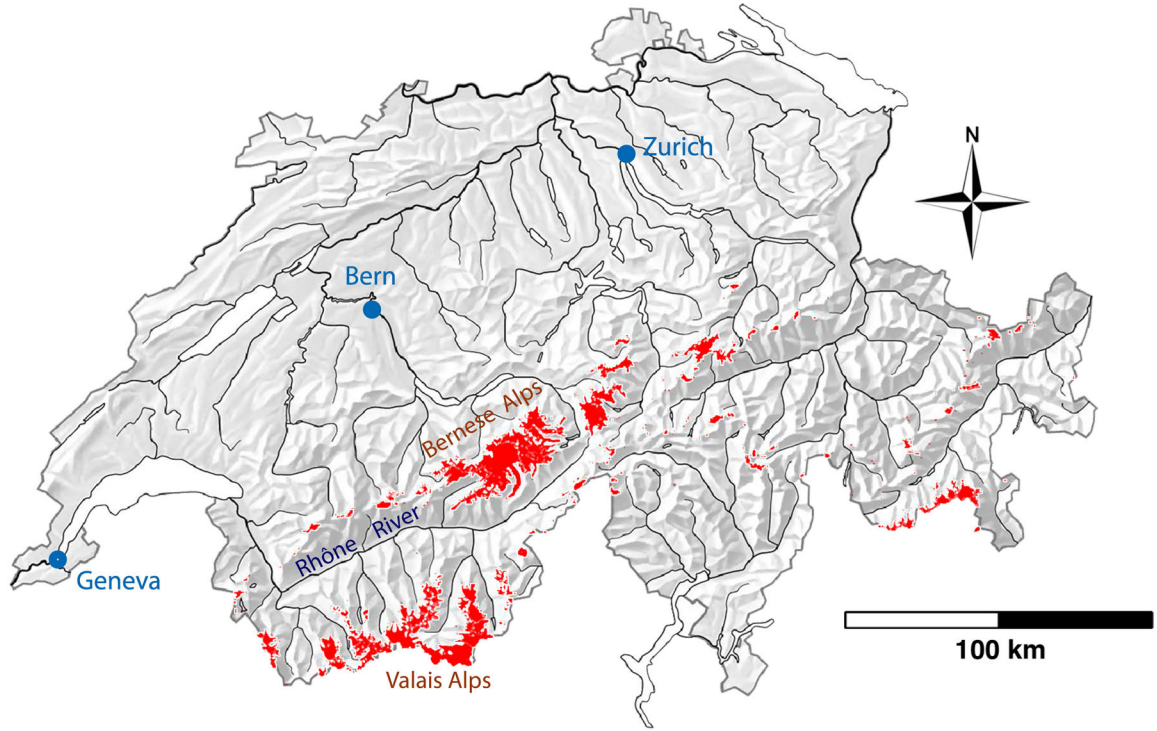 N
Zurich
Bern
Bernese Alps
Rhône River
Geneva
100 km
Valais Alps